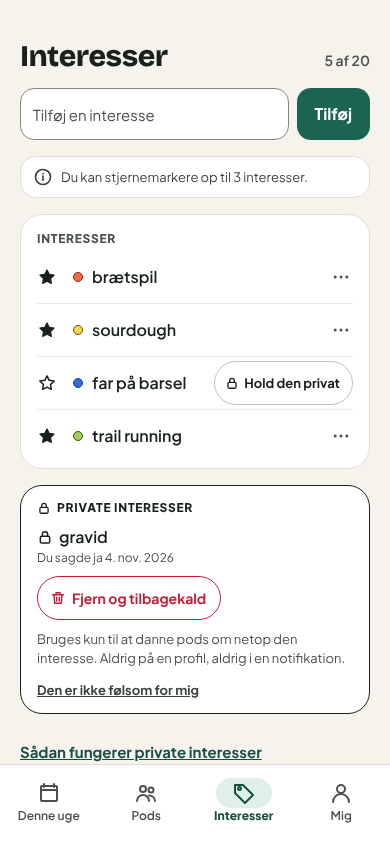 Interesser
5 af 20
Tilføj en interesse
Tilføj
Du kan stjernemarkere op til 3 interesser.
INTERESSER
brætspil
sourdough
far på barsel
Hold den privat
trail running
PRIVATE INTERESSER
gravid
Du sagde ja 4. nov. 2026
Fjern og tilbagekald
Bruges kun til at danne pods om netop den
interesse. Aldrig på en profil, aldrig i en notifikation.
Den er ikke følsom for mig
Sådan fungerer private interesser
Denne uge
Pods
Interesser
Mig